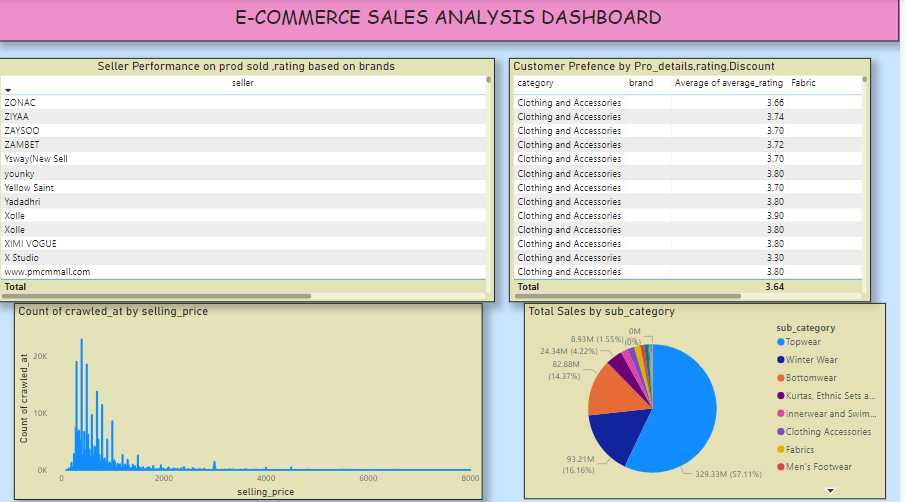 E-COMMERCE SALES ANALYSIS DASHBOARD
Seller Performance on prod sold ,rating based on brands
seller
ZONAC
ZIYAA
ZAYSOO
ZAMBET
Ysway(New Sell
younky
Yellow Saint
Yadadhri
Xolle
Xolle
XIMI VOGUE
X Studio
www.pmcmmall.com
Total
Customer Prefence by Pro_details,rating,Discount
category brand Average of average_rating Fabric
Clothing and Accessories 3.66
Clothing and Accessories 3.74
Clothing and Accessories 3.70
Clothing and Accessories 3.72
Clothing and Accessories 3.70
Clothing and Accessories 3.80
Clothing and Accessories 3.70
Clothing and Accessories 3.80
Clothing and Accessories 3.90
Clothing and Accessories 3.80
Clothing and Accessories 3.80
Clothing and Accessories 3.30
Clothing and Accessories 3.80
Total 3.64
Count of crawled_at by selling_price
Count of crawled_at
20K
10K
0K
0 2000 4000 6000 8000
selling_price
Total Sales by sub_category
0M
(0%)
8.93M (1.55%)
24.34M (4.22%)
82.88M
(14.37%)
93.21M
(16.16%)
329.33M (57.11%)
sub_category
Topwear
Winter Wear
Bottomwear
Kurtas, Ethnic Sets a...
Innerwear and Swim...
Clothing Accessories
Fabrics
Men's Footwear